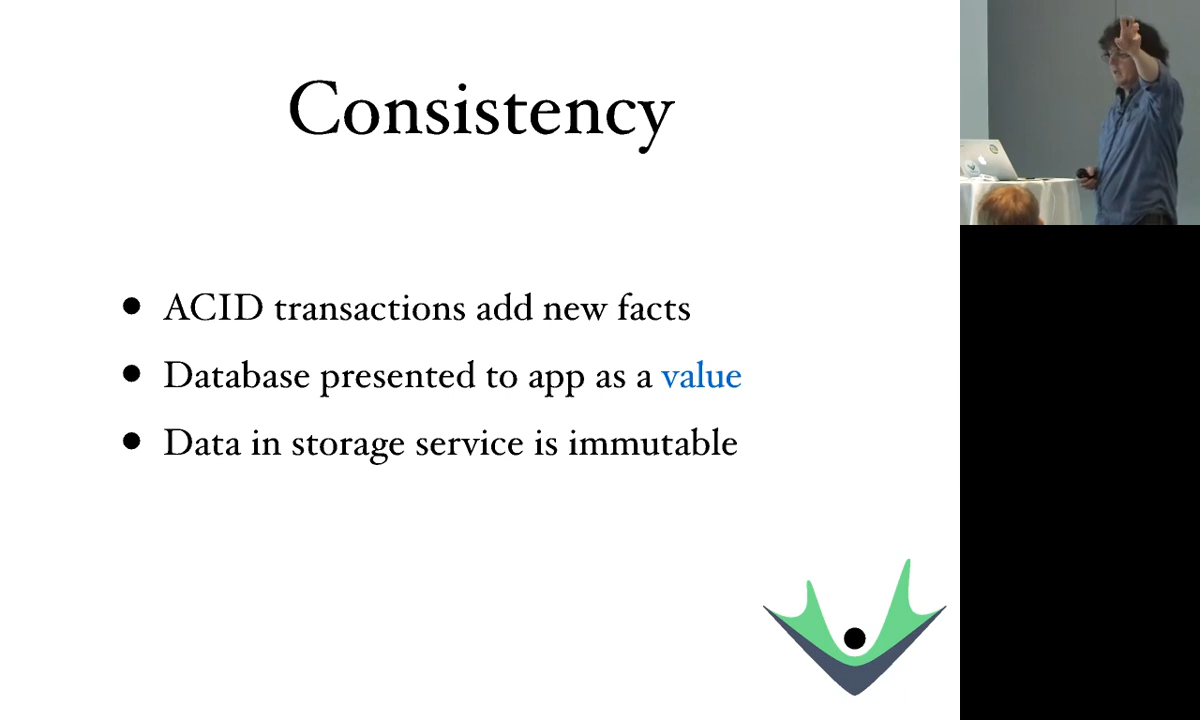 Consistency
• ACID transactions add new facts
• Database presented to app as a value
• Data in storage service is immutable